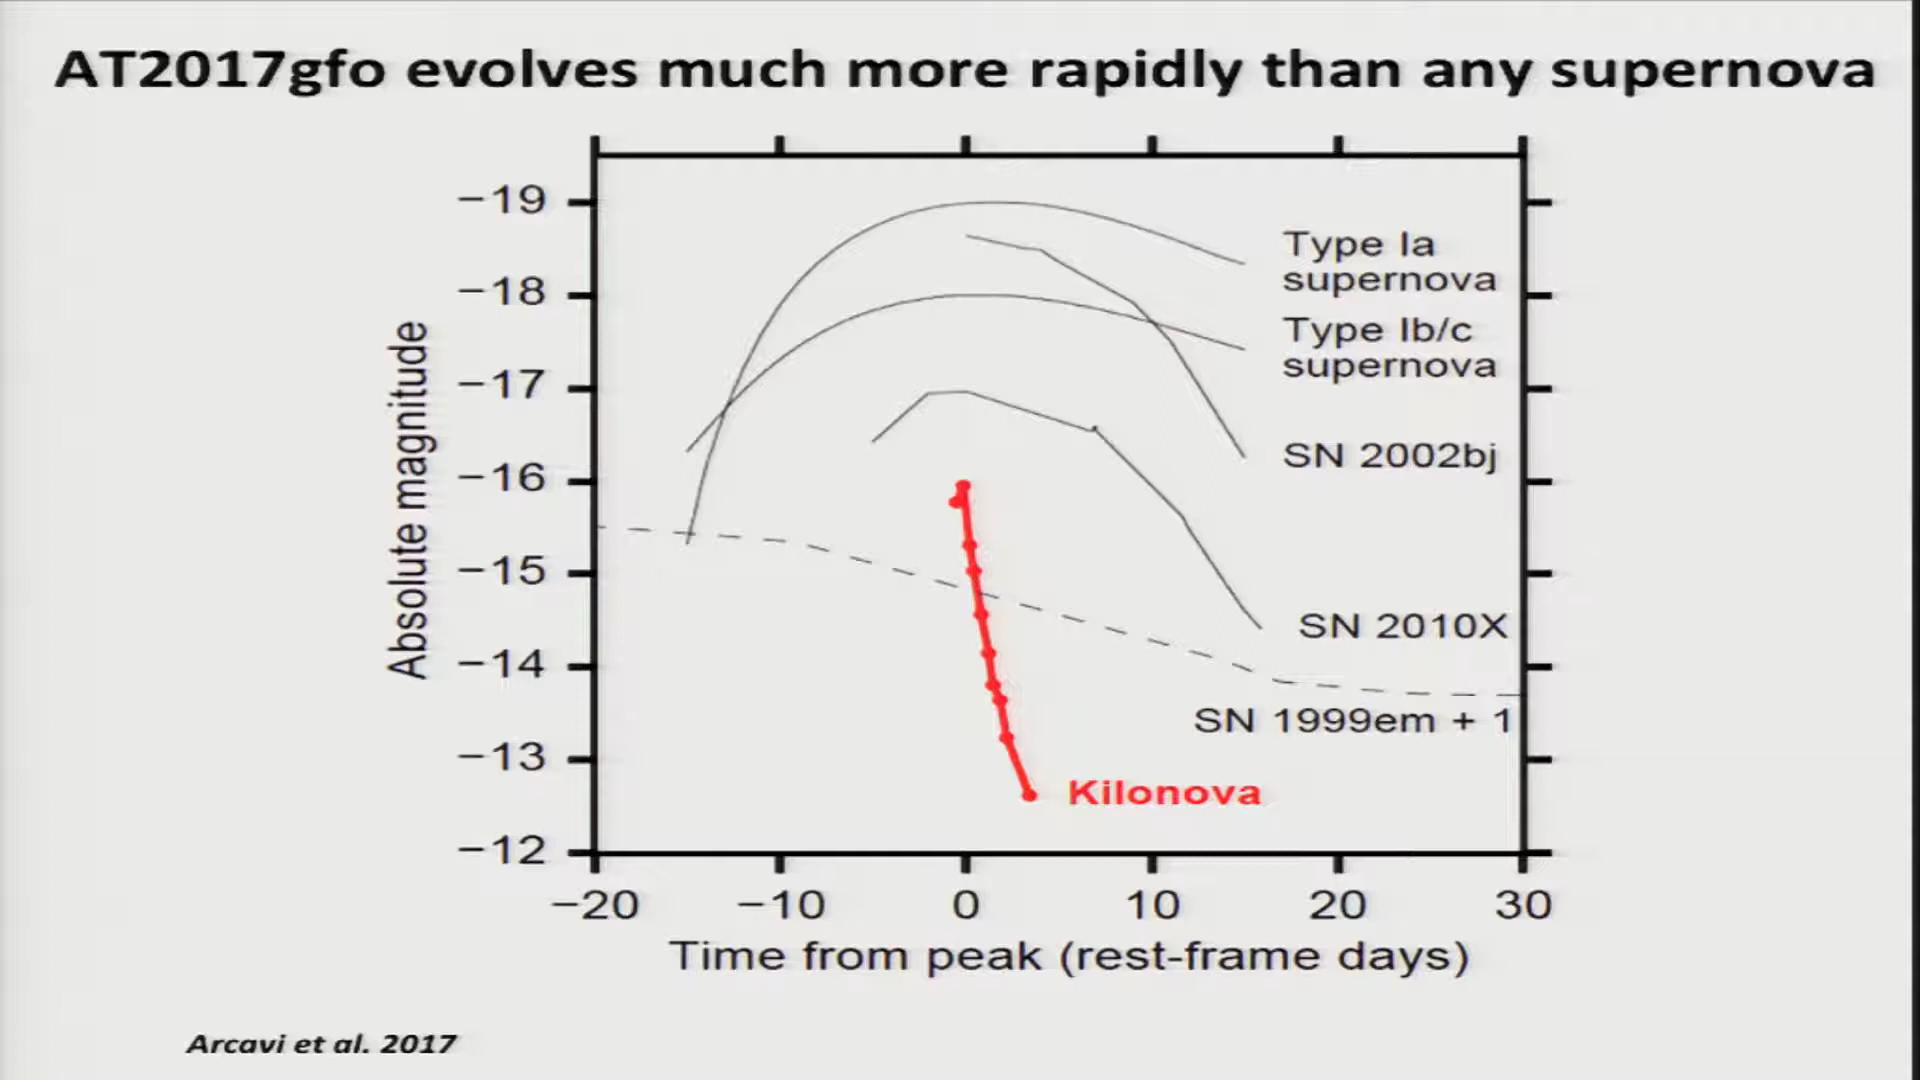 AT2017gfo evolves much more rapidly than any supernova
−19
−18
−17
−16
−15
−14
−13
−12
Absolute magnitude
Type Ia
supernova
Type Ib/c
supernova
SN 2002bj
SN 2010X
SN 1999em + 1
Kilonova
−20 −10 0 10 20 30
Time from peak (rest-frame days)
Arcavi et al. 2017